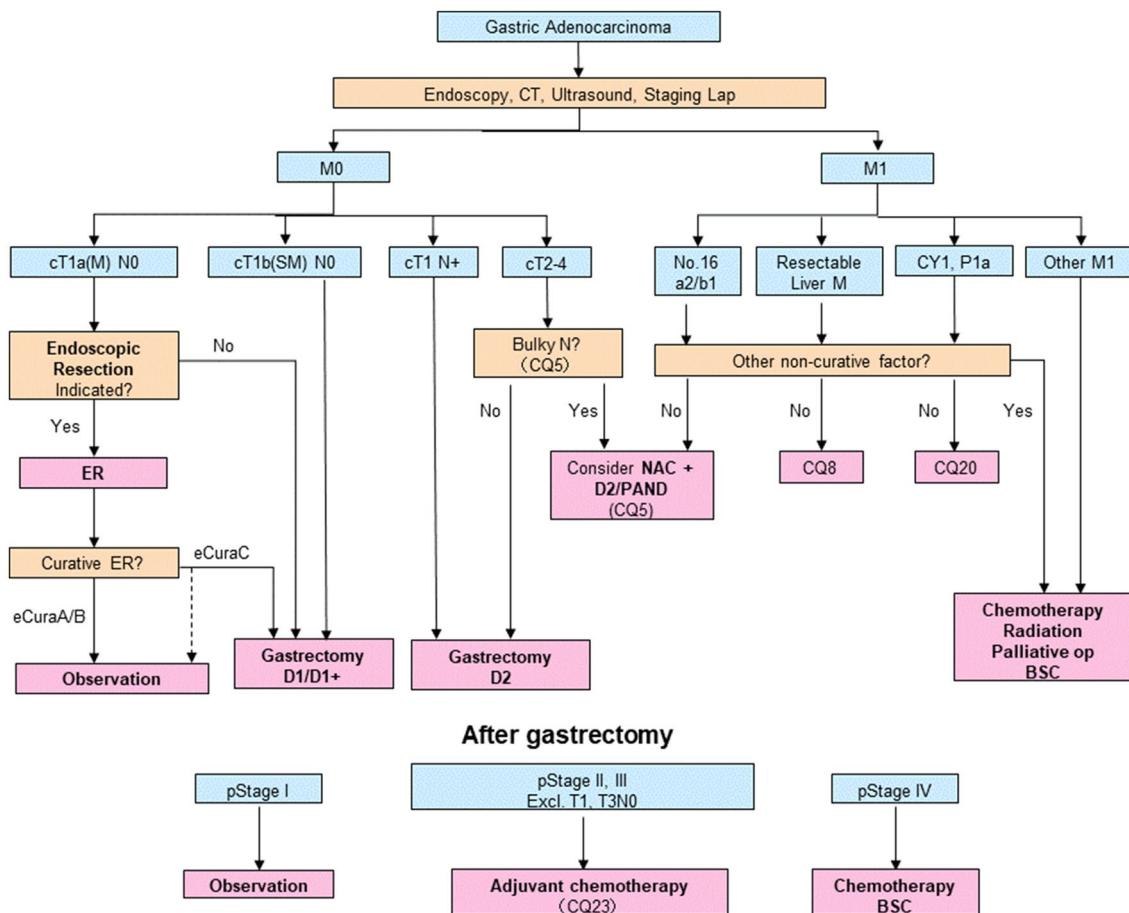 Gastric Adenocarcinoma
Endoscopy, CT, Ultrasound, Staging Lap
M0
M1
cT1a(M) N0
cT1b(SM) N0
cT1 N+
cT2-4
No.16
a2/b1
Resectable
Liver M
CY1, P1a
Other M1
Endoscopic
Resection
Indicated?
No
Bulky N?
(CQ5)
Other non-curative factor?
Yes
No
Yes
No
No
No
Yes
ER
Consider NAC +
D2/PAND
(CQ5)
CQ8
CQ20
Curative ER?
eCuraC
eCuraA/B
Observation
Gastrectomy
D1/D1+
Gastrectomy
D2
Chemotherapy
Radiation
Palliative op
BSC
After gastrectomy
pStage I
pStage II, III
Excl. T1, T3N0
pStage IV
Observation
Adjuvant chemotherapy
(CQ23)
Chemotherapy
BSC